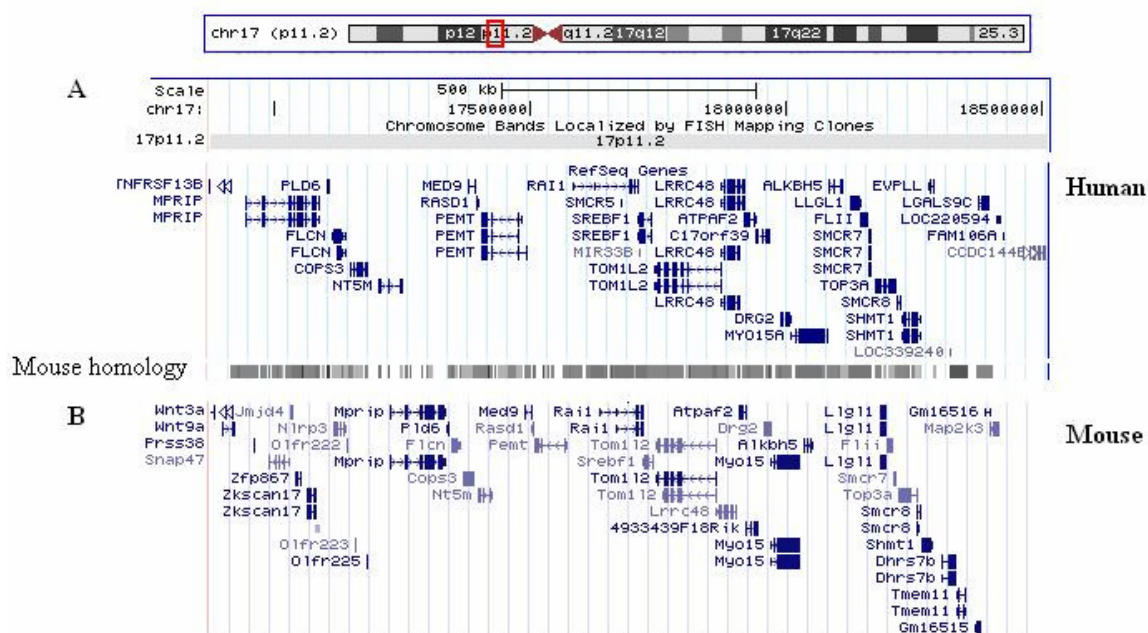 chr17 (p11.2) p12 p11.2 q11.2 17q12 17q22 25.3
A
Scale 500 kb
chr17: 17500000 18000000 18500000
Chromosome Bands Localized by FISH Mapping Clones
17p11.2 17p11.2
RefSeq Genes
TNFRSF13B PLD6 MED9 RAI1 LRRC48 ALKBH5 EVPLL Human
MPRIP RASD1 SMCR5 LRRC48 LLGL1 LGALS9C
MPRIP PEMT SREBF1 ATPAF2 FLII LOC220594
FLCN PEMT SREBF1 C17orf39 SMCR7 FAM106A
FLCN PEMT MIR33B LRRC48 SMCR7 CCDC144B
COPS3 TOM1L2 SMCR7
NT5M TOM1L2 TOP3A
LRRC48 SMCR8
DRG2 SHMT1
MYO15A SHMT1
LOC339240
Mouse homology
B
Wnt3a Jmjd4 Mprip Med9 Rai1 Atpaf2 Llgl1 Gm16516
Wnt9a Nlrp3 Pld6 Rasd1 Rai1 Drg2 Llgl1 Map2k3 Mouse
Prss38 Olfr222 Flcn Pemt Tom1l2 Alkbh5 Flii
Snap47 Mprip Srebf1 Myo15 Llgl1
Zfp867 Cops3 Tom1l2 Smcr7
Zkscan17 Nt5m Tom1l2 Top3a
Zkscan17 Lrrc48 Smcr8
4933439F18Rik Smcr8
Olfr223 Myo15 Shmt1
Olfr225 Myo15 Dhrs7b
Dhrs7b
Tmem11
Tmem11
Gm16515